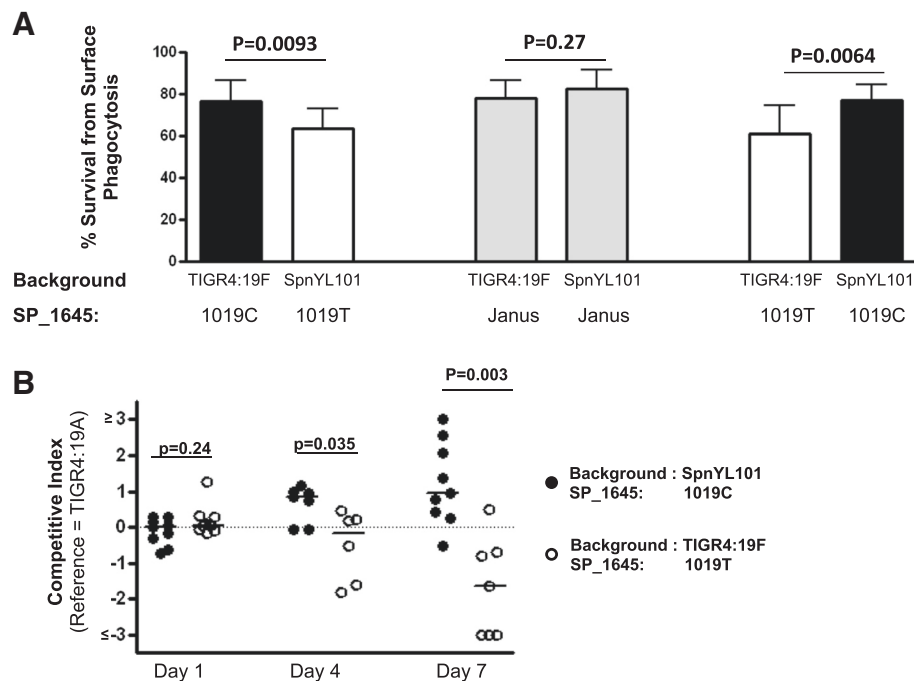 A
P=0.0093
P=0.27
P=0.0064
% Survival from Surface
Phagocytosis
100
80
60
40
20
0
Background
TIGR4:19F
SpnYL101
TIGR4:19F
SpnYL101
TIGR4:19F
SpnYL101
SP_1645:
1019C
1019T
Janus
Janus
1019T
1019C
B
P=0.003
p=0.24
p=0.035
Competitive Index
(Reference = TIGR4:19A)
≥3
2
1
0
-1
-2
≤-3
Day 1
Day 4
Day 7
Background : SpnYL101
SP_1645: 1019C
Background : TIGR4:19F
SP_1645: 1019T